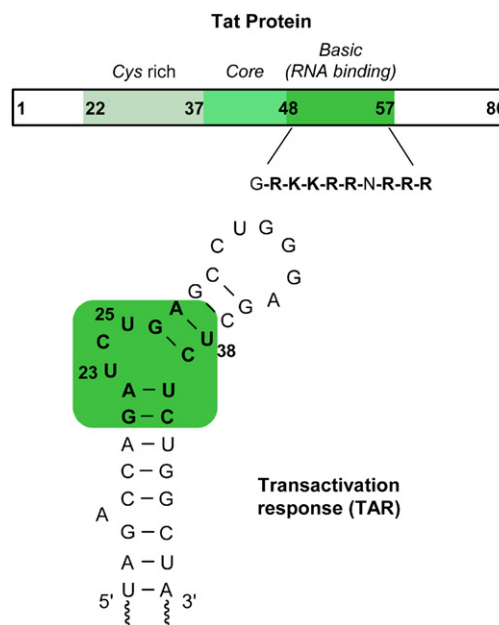 Tat Protein
Basic
Cys rich Core (RNA binding)
1 22 37 48 57
G-R-K-K-R-R-N-R-R-R
U G
C G
C G
G A
A G
25 U G C
C U 38
C
23 U
A – U
G – C
A – U
C – G
C – G
A
G – C
A – U
U – A
5' 3'
Transactivation
response (TAR)